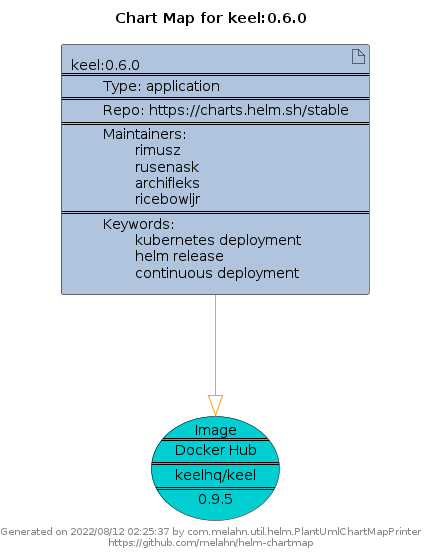 Chart Map for keel:0.6.0
keel:0.6.0
Type: application
Repo: https://charts.helm.sh/stable
Maintainers:
rimusz
rusenask
archifleks
ricebowljr
Keywords:
kubernetes deployment
helm release
continuous deployment
Image
Docker Hub
keelhq/keel
0.9.5
Generated on 2022/08/12 02:25:37 by com.melahn.util.helm.PlantUmlChartMapPrinter
https://github.com/melahn/helm-chartmap